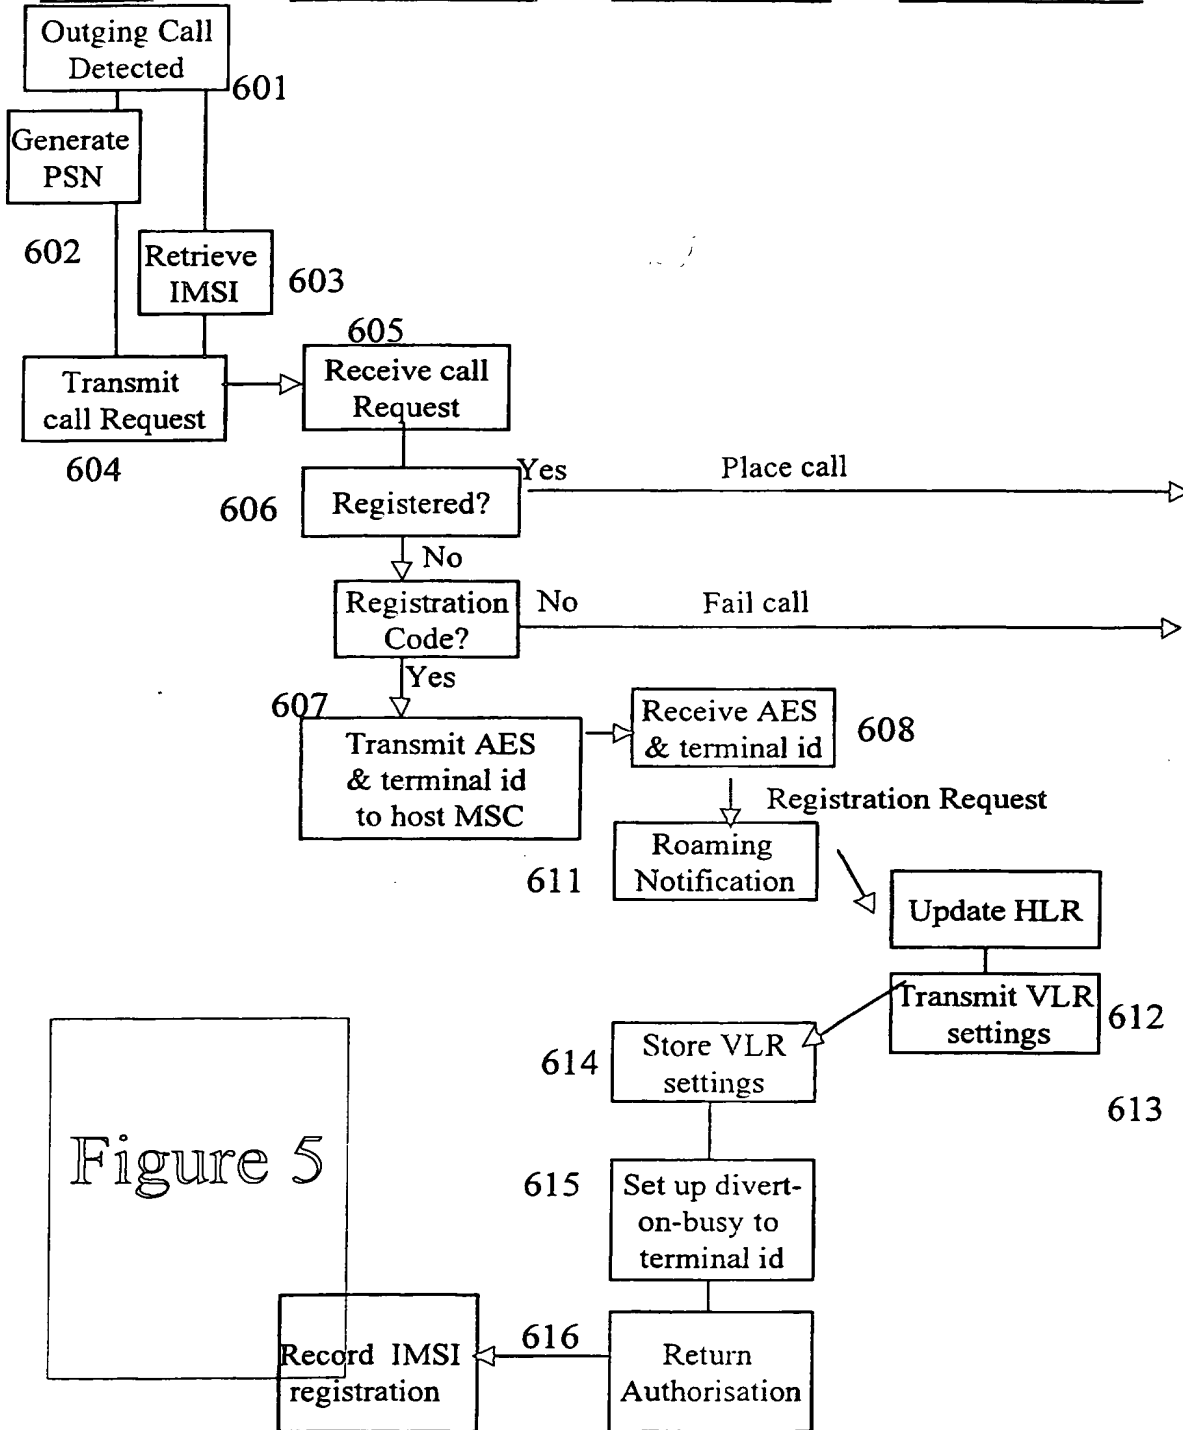 Outging Call
Detected
601
Generate
PSN
602
Retrieve
IMSI
603
605
Transmit
call Request
604
Receive call
Request
Yes
Place call
606
Registered?
No
Registration
Code?
No
Fail call
Yes
607
Transmit AES
& terminal id
to host MSC
Receive AES
& terminal id
608
Registration Request
611
Roaming
Notification
Update HLR
Transmit VLR
settings
612
613
614
Store VLR
settings
Figure 5
615
Set up divert-
on-busy to
terminal id
616
Record IMSI
registration
Return
Authorisation